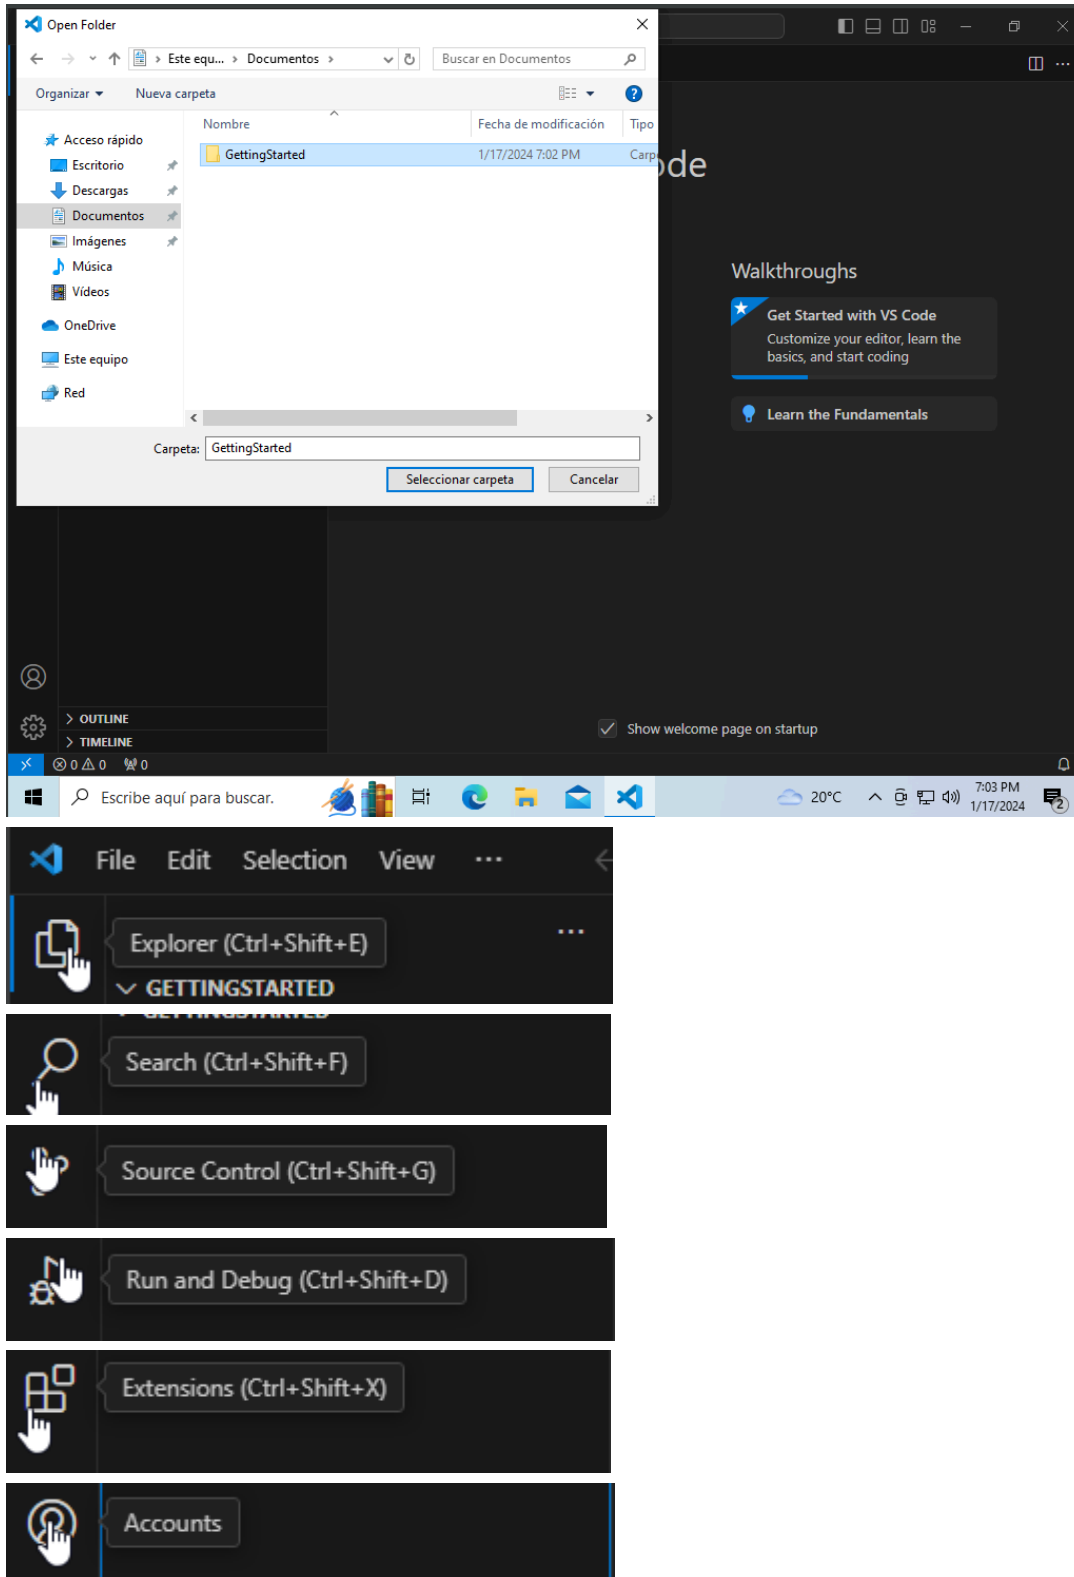 Open Folder
Este equ... > Documentos >
Buscar en Documentos
Organizar
Nueva carpeta
Nombre
Fecha de modificación
Tipo
Acceso rápido
GettingStarted
1/17/2024 7:02 PM
Carp
ode
Escritorio
Descargas
Documentos
Imágenes
Música
Vídeos
OneDrive
Este equipo
Red
Carpeta:
GettingStarted
Seleccionar carpeta
Cancelar
Walkthroughs
Get Started with VS Code
Customize your editor, learn the
basics, and start coding
Learn the Fundamentals
> OUTLINE
> TIMELINE
Show welcome page on startup
0 0 0
Escribe aquí para buscar.
20°C
7:03 PM
1/17/2024
2
File Edit Selection View ...
Explorer (Ctrl+Shift+E)
...
GETTINGSTARTED
GETTINGSTARTED
Search (Ctrl+Shift+F)
Source Control (Ctrl+Shift+G)
Run and Debug (Ctrl+Shift+D)
Extensions (Ctrl+Shift+X)
Accounts